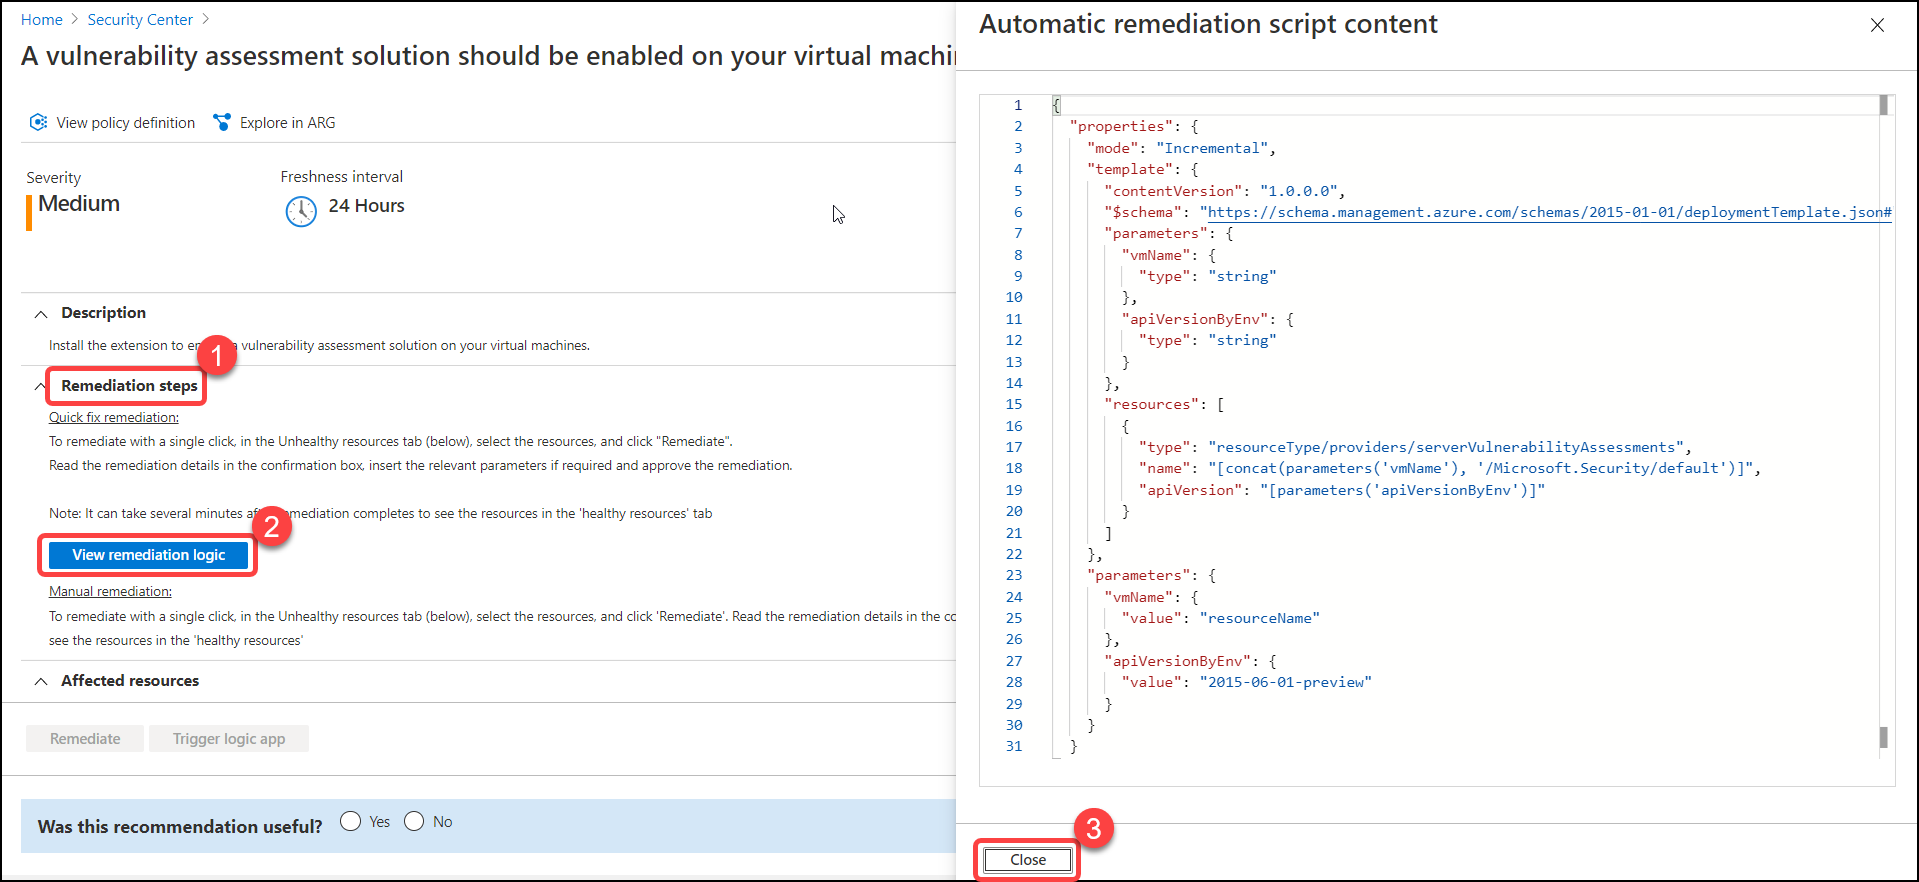 Home > Security Center >
A vulnerability assessment solution should be enabled on your virtual machi
View policy definition Explore in ARG
Severity
Medium
Freshness interval
24 Hours
Description
Install the extension to en a vulnerability assessment solution on your virtual machines.
1
Remediation steps
Quick fix remediation:
To remediate with a single click, in the Unhealthy resources tab (below), select the resources, and click "Remediate".
Read the remediation details in the confirmation box, insert the relevant parameters if required and approve the remediation.
Note: It can take several minutes af emediation completes to see the resources in the 'healthy resources' tab
2
View remediation logic
Manual remediation:
To remediate with a single click, in the Unhealthy resources tab (below), select the resources, and click 'Remediate'. Read the remediation details in the co
see the resources in the 'healthy resources'
Affected resources
Remediate Trigger logic app
Was this recommendation useful? Yes No
Automatic remediation script content
1 {
2 "properties": {
3 "mode": "Incremental",
4 "template": {
5 "contentVersion": "1.0.0.0",
6 "$schema": "https://schema.management.azure.com/schemas/2015-01-01/deploymentTemplate.json#
7 "parameters": {
8 "vmName": {
9 "type": "string"
10 },
11 "apiVersionByEnv": {
12 "type": "string"
13 }
14 },
15 "resources": [
16 {
17 "type": "resourceType/providers/serverVulnerabilityAssessments",
18 "name": "[concat(parameters('vmName'), '/Microsoft.Security/default')]",
19 "apiVersion": "[parameters('apiVersionByEnv')]"
20 }
21 ]
22 },
23 "parameters": {
24 "vmName": {
25 "value": "resourceName"
26 },
27 "apiVersionByEnv": {
28 "value": "2015-06-01-preview"
29 }
30 }
31 }
3
Close